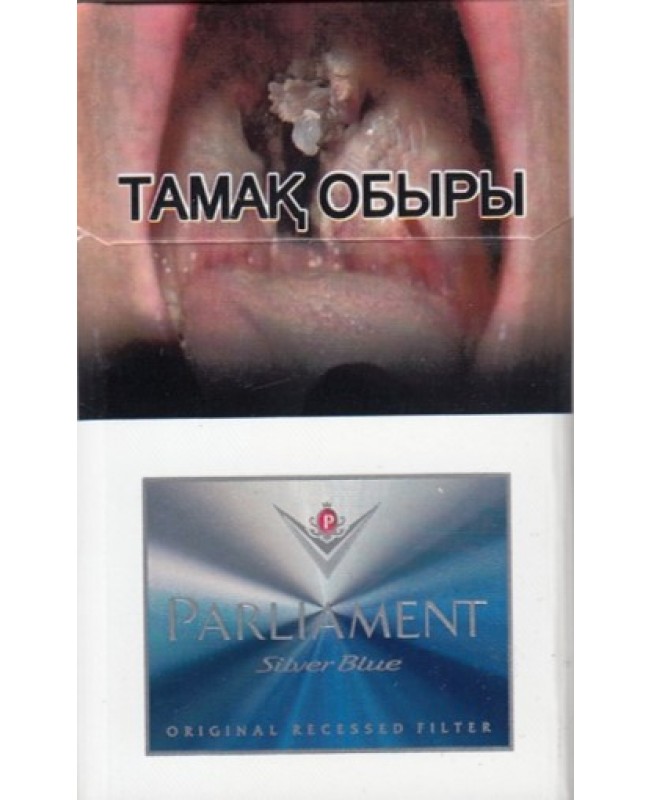 ТАМАҚ ОБЫРЫ
P
PARLIAMENT
Silver Blue
ORIGINAL RECESSED FILTER